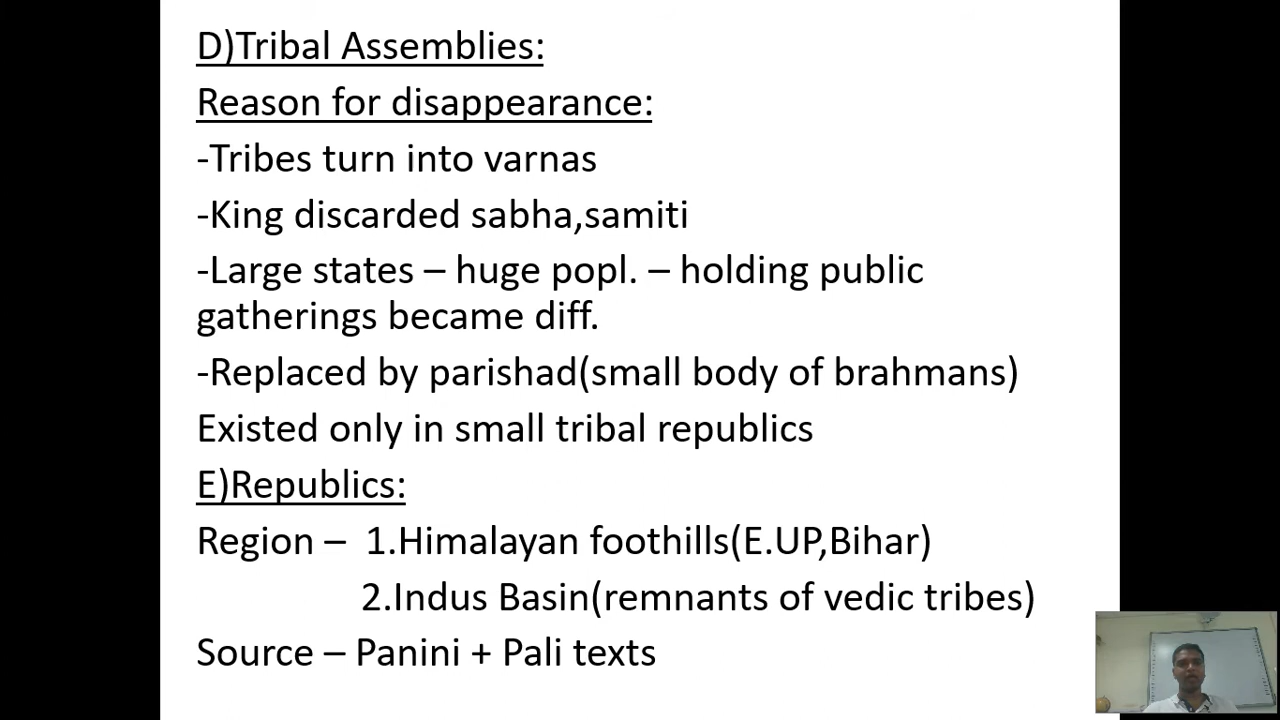 D)Tribal Assemblies:
Reason for disappearance:
-Tribes turn into varnas
-King discarded sabha,samiti
-Large states – huge popl. – holding public
gatherings became diff.
-Replaced by parishad(small body of brahmans)
Existed only in small tribal republics
E)Republics:
Region – 1.Himalayan foothills(E.UP,Bihar)
2.Indus Basin(remnants of vedic tribes)
Source – Panini + Pali texts